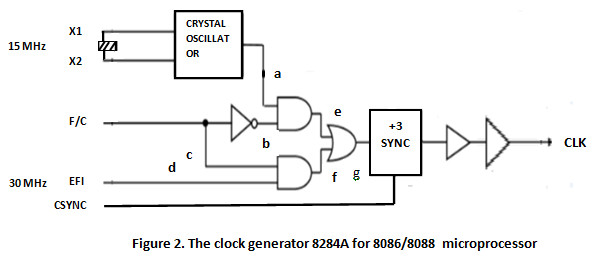 CRYSTAL
OSCILLAT
OR
X1
15 MHz
X2
a
e
F/C
+3
SYNC
CLK
b
c
d
f
g
30 MHz
EFI
CSYNC
Figure 2. The clock generator 8284A for 8086/8088 microprocessor